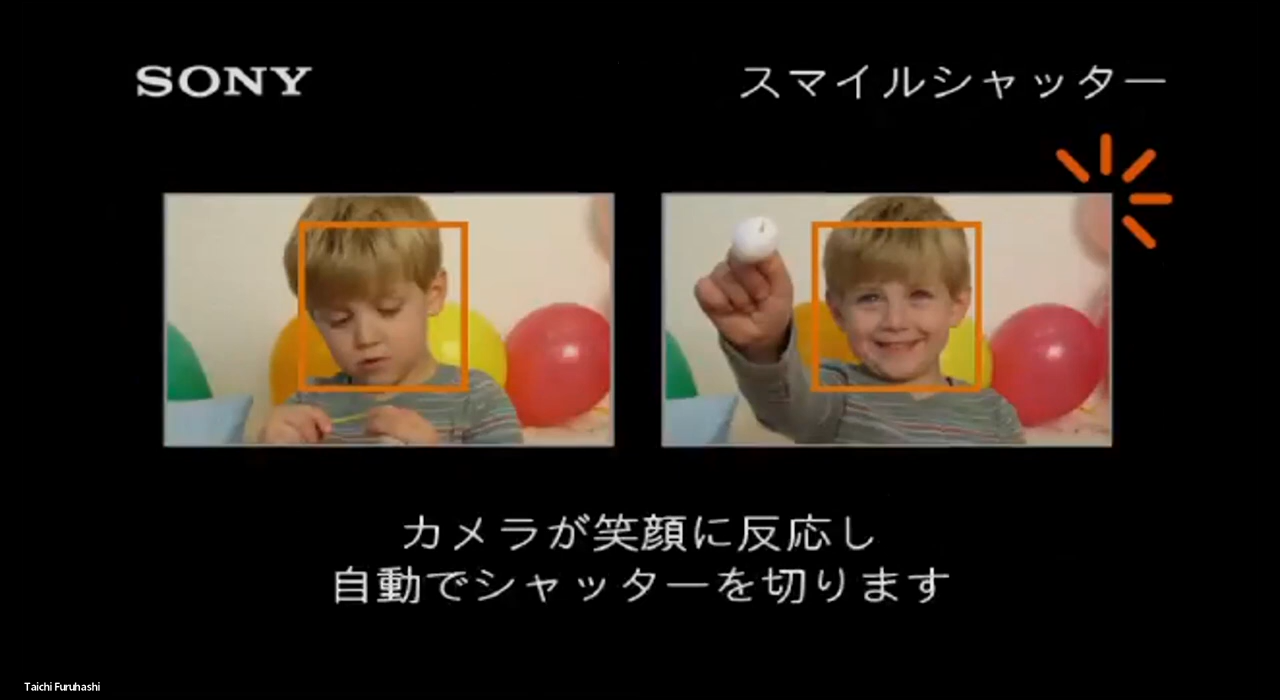 SONY
スマイルシャッター
カメラが笑顔に反応し
自動でシャッターを切ります
Taichi Furuhashi